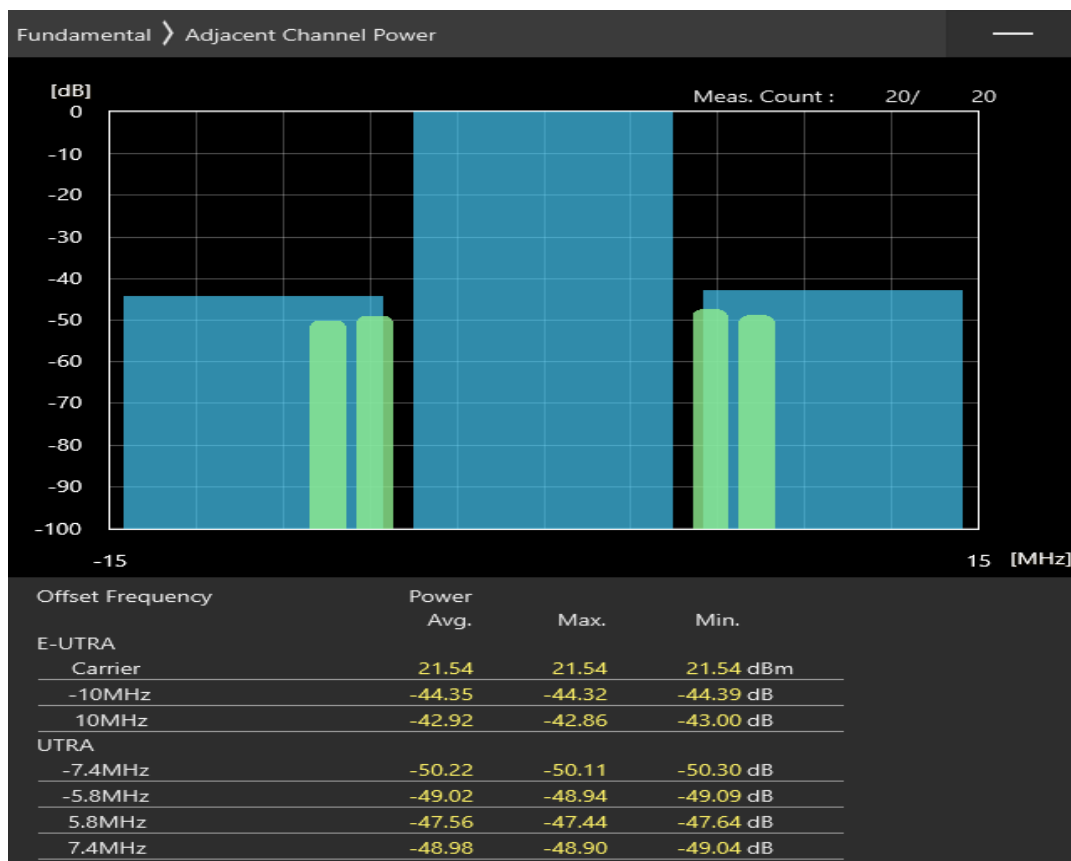 Fundamental ❯ Adjacent Channel Power
[dB]
Meas. Count : 20/ 20
0
-10
-20
-30
-40
-50
-60
-70
-80
-90
-100
-15 15 [MHz]
Offset Frequency Power
Avg. Max. Min.
E-UTRA
Carrier 21.54 21.54 21.54 dBm
-10MHz -44.35 -44.32 -44.39 dB
10MHz -42.92 -42.86 -43.00 dB
UTRA
-7.4MHz -50.22 -50.11 -50.30 dB
-5.8MHz -49.02 -48.94 -49.09 dB
5.8MHz -47.56 -47.44 -47.64 dB
7.4MHz -48.98 -48.90 -49.04 dB